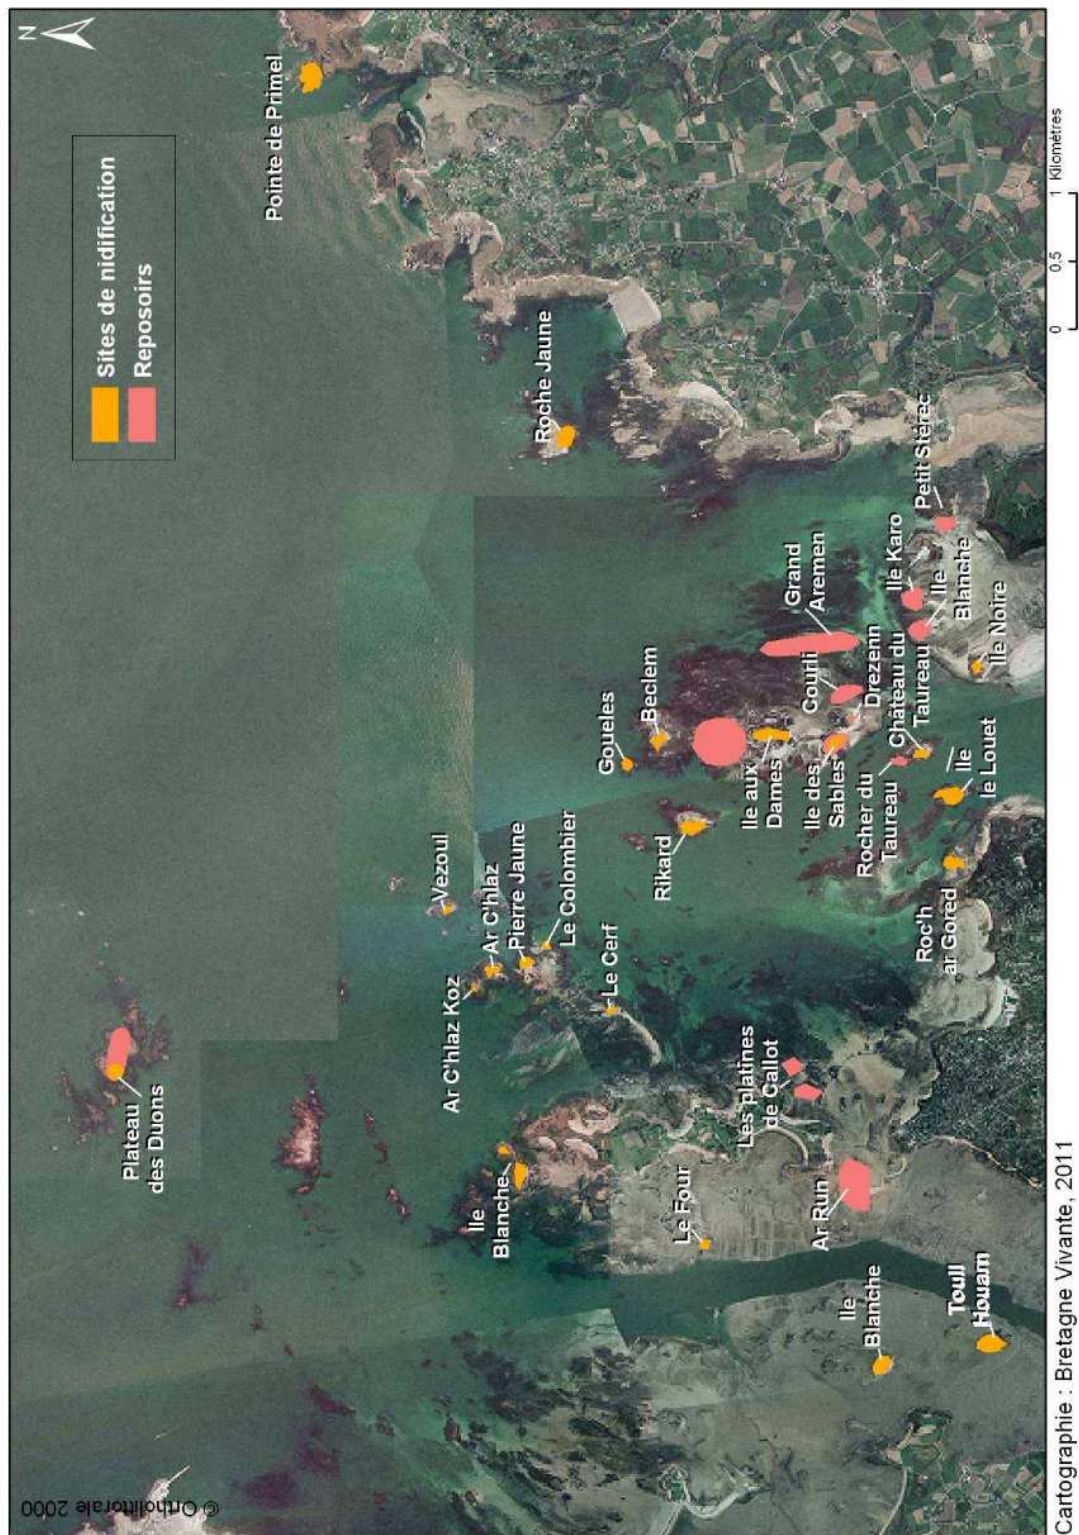 N
Sites de nidification
Reposoirs
Pointe de Primel
Plateau
des Duons
Roche Jaune
Vezoul
Ar C'hlaz
Ar C'hlaz Koz
Pierre Jaune
Le Colombier
Le Cerf
Ile
Blanche
Goueles
Beclem
Rikard
Le Four
Les platines
de Callot
Ile aux
Dames
Grand
Aremen
Gourli
Ile des
Sables
Drezenn
Ar Run
Ile
Blanche
Rocher du
Taureau
Château du
Taureau
Ile Karo
Petit Stérec
Ile
Blanche
Ile Noire
Ile
le Louet
Roc'h
ar Gored
Toull
Houarn
© Ortholittorale 2000
0 0,5 1
Kilomètres
Cartographie : Bretagne Vivante, 2011